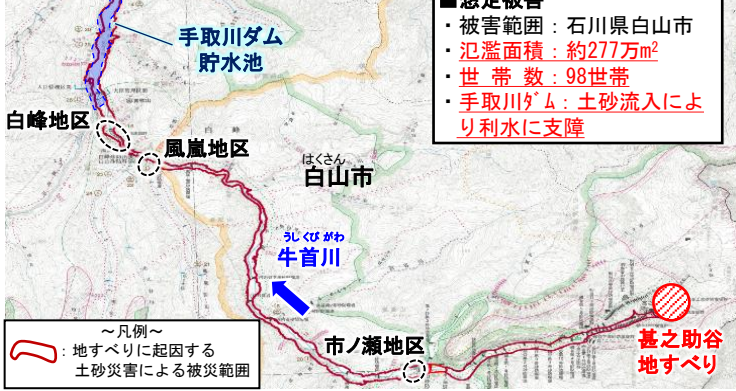 ■想定被害
・被害範囲：石川県白山市
・氾濫面積：約277万m²
・世 帯 数：98世帯
・手取川ﾀﾞﾑ：土砂流入によ
り利水に支障
手取川ダム
貯水池
白峰地区
風嵐地区
はくさん
白山市
うしくび がわ
牛首川
市ノ瀬地区
甚之助谷
地すべり
～凡例～
：地すべりに起因する
土砂災害による被災範囲